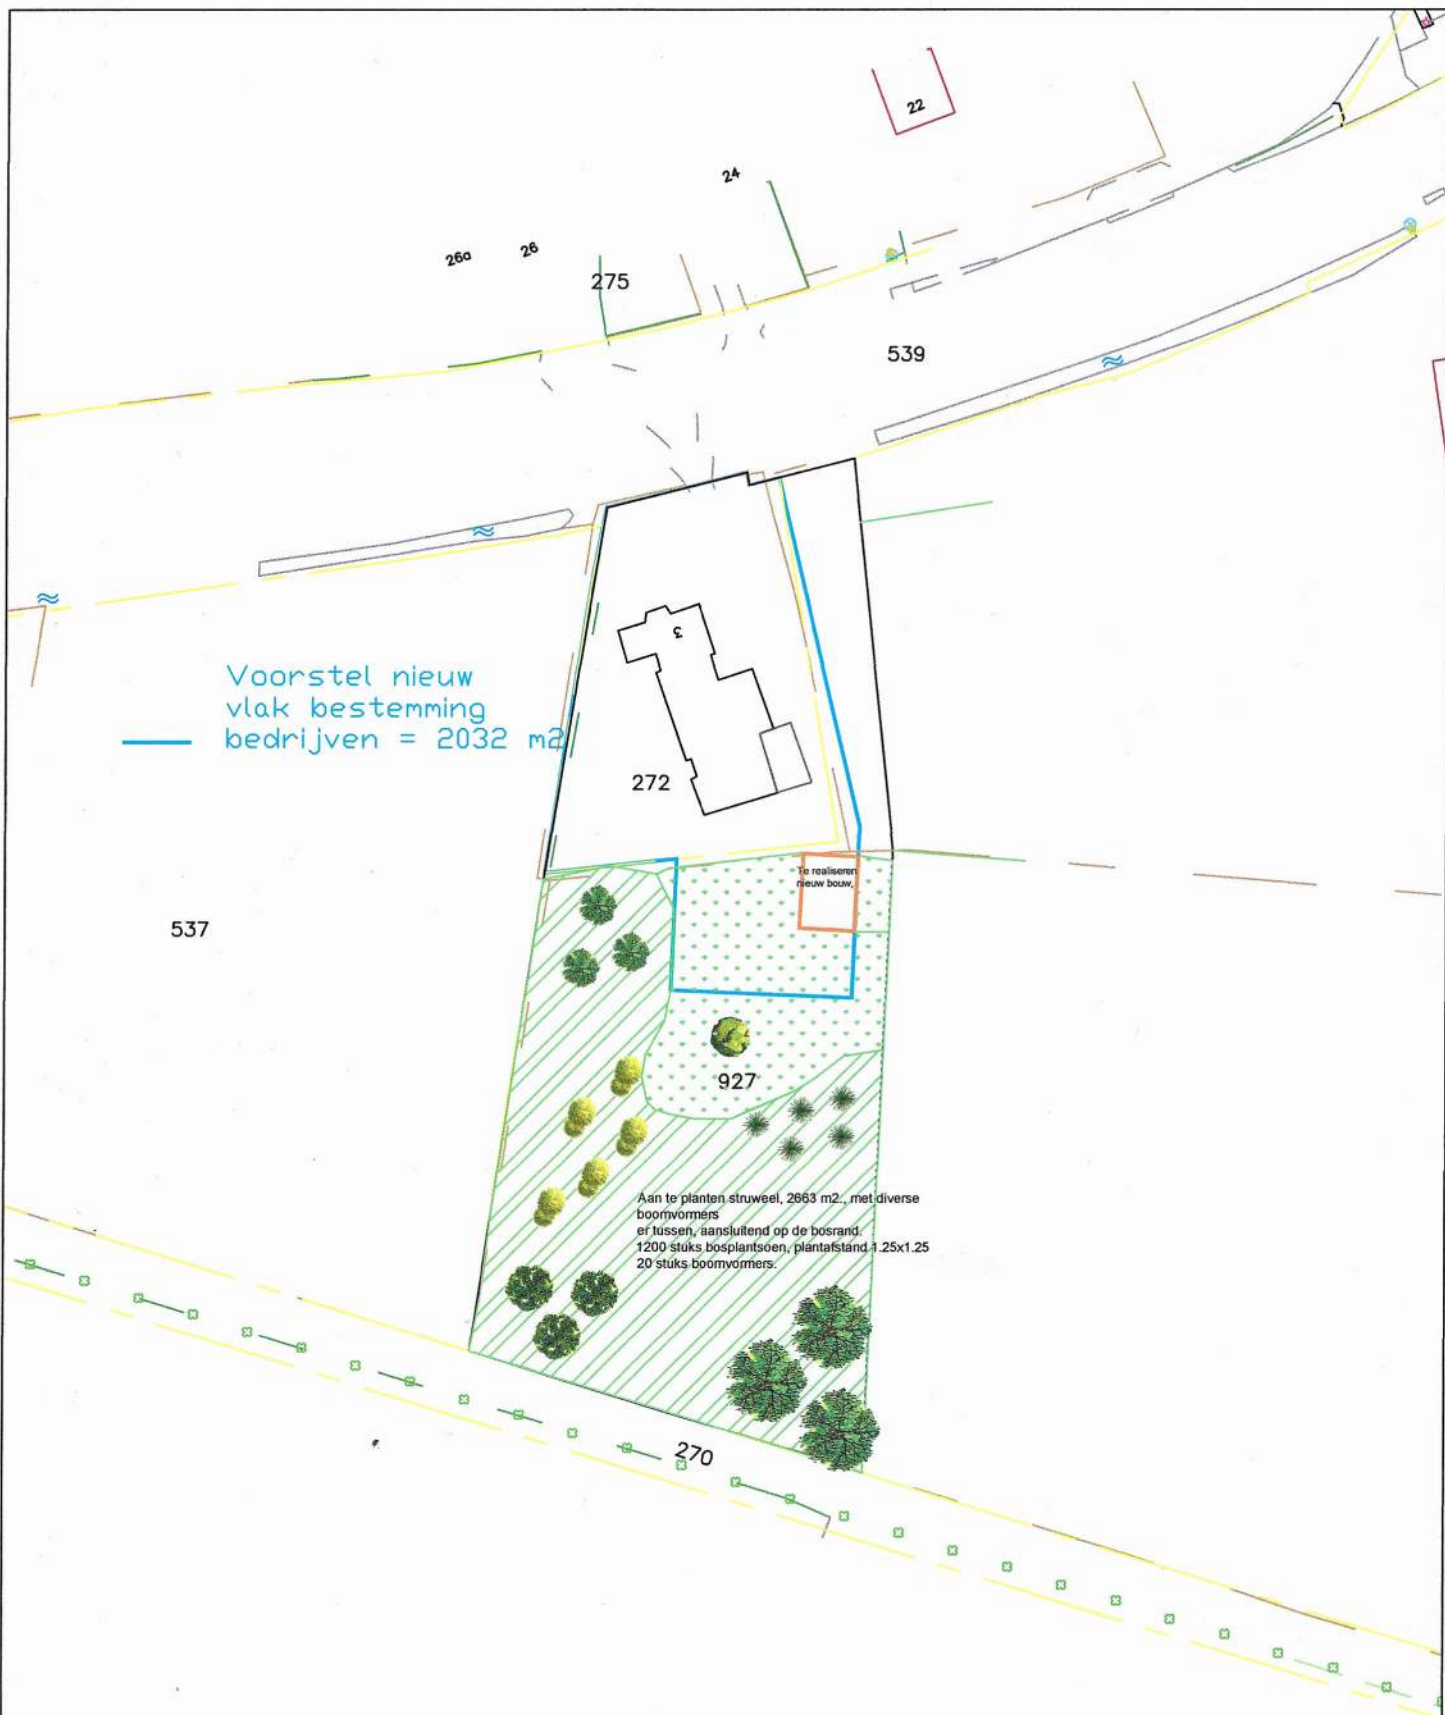 22
24
26a
26
275
539
3
Voorstel nieuw
vlak bestemming
bedrijven = 2032 m2
272
Te realiseren
nieuw bouw,
537
927
Aan te planten struweel, 2663 m2., met diverse
boomvormers
er tussen, aansluitend op de bosrand.
1200 stuks bosplantsoen, plantafstand 1.25x1.25
20 stuks boomvormers.
270